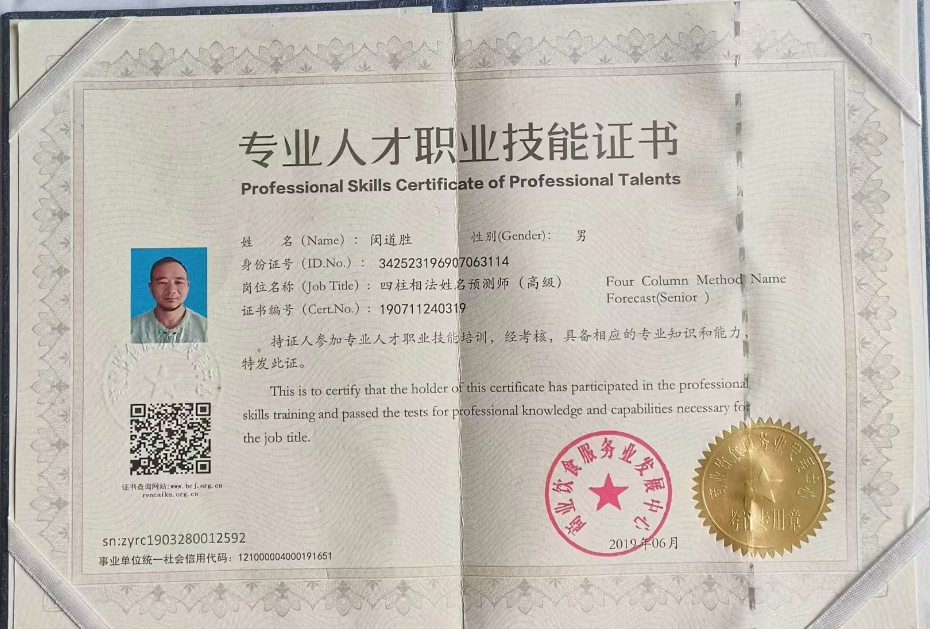 专业人才职业技能证书
Professional Skills Certificate of Professional Talents
姓 名（Name）： 闵道胜 性别(Gender)： 男
身份证号（ID.No.）： 342523196907063114
岗位名称（Job Title）：四柱相法姓名预测师（高级） Four Column Method Name
Forecast(Senior )
证书编号（Cert.No.）：190711240319
持证人参加专业人才职业技能培训，经考核，具备相应的专业知识和能力，
特发此证。
This is to certify that the holder of this certificate has participated in the professional
skills training and passed the tests for professional knowledge and capabilities necessary for
the job title.
证书查询网站:www.bcj.org.cn
rencaiku.org.cn
商业饮食服务业发展中心
2019年06月
考评专用章
sn:zyrc1903280012592
事业单位统一社会信用代码：121000004000191651